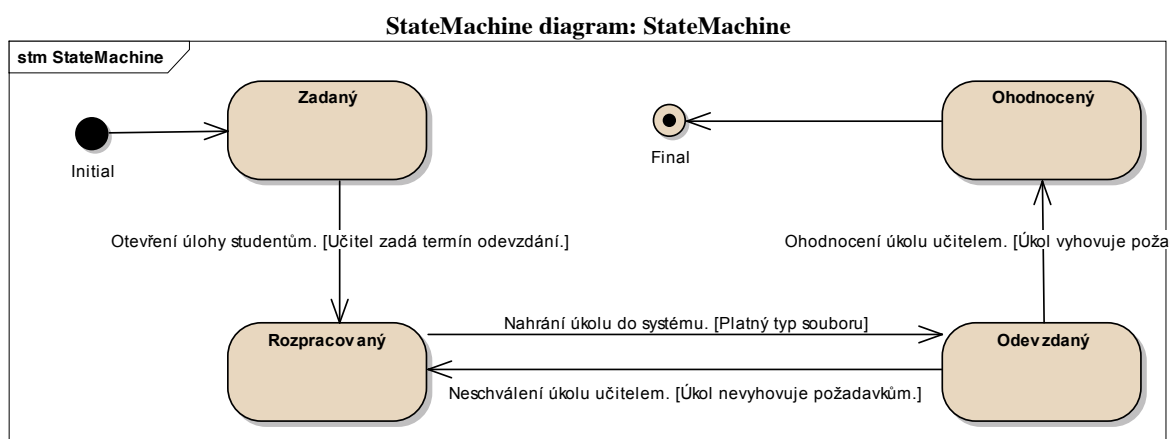 StateMachine diagram: StateMachine
stm StateMachine
Zadaný
Ohodnocený
Initial
Final
Otevření úlohy studentům. [Učitel zadá termín odevzdání.]
Ohodnocení úkolu učitelem. [Úkol vyhovuje poža
Nahrání úkolu do systému. [Platný typ souboru]
Rozpracovaný
Odevzdaný
Neschválení úkolu učitelem. [Úkol nevyhovuje požadavkům.]